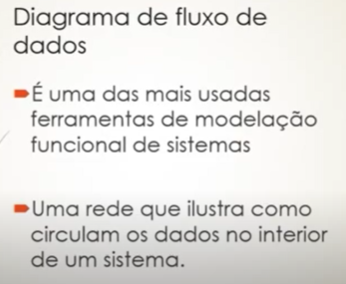 Diagrama de fluxo de
dados
É uma das mais usadas
ferramentas de modelação
funcional de sistemas
Uma rede que ilustra como
circulam os dados no interior
de um sistema.